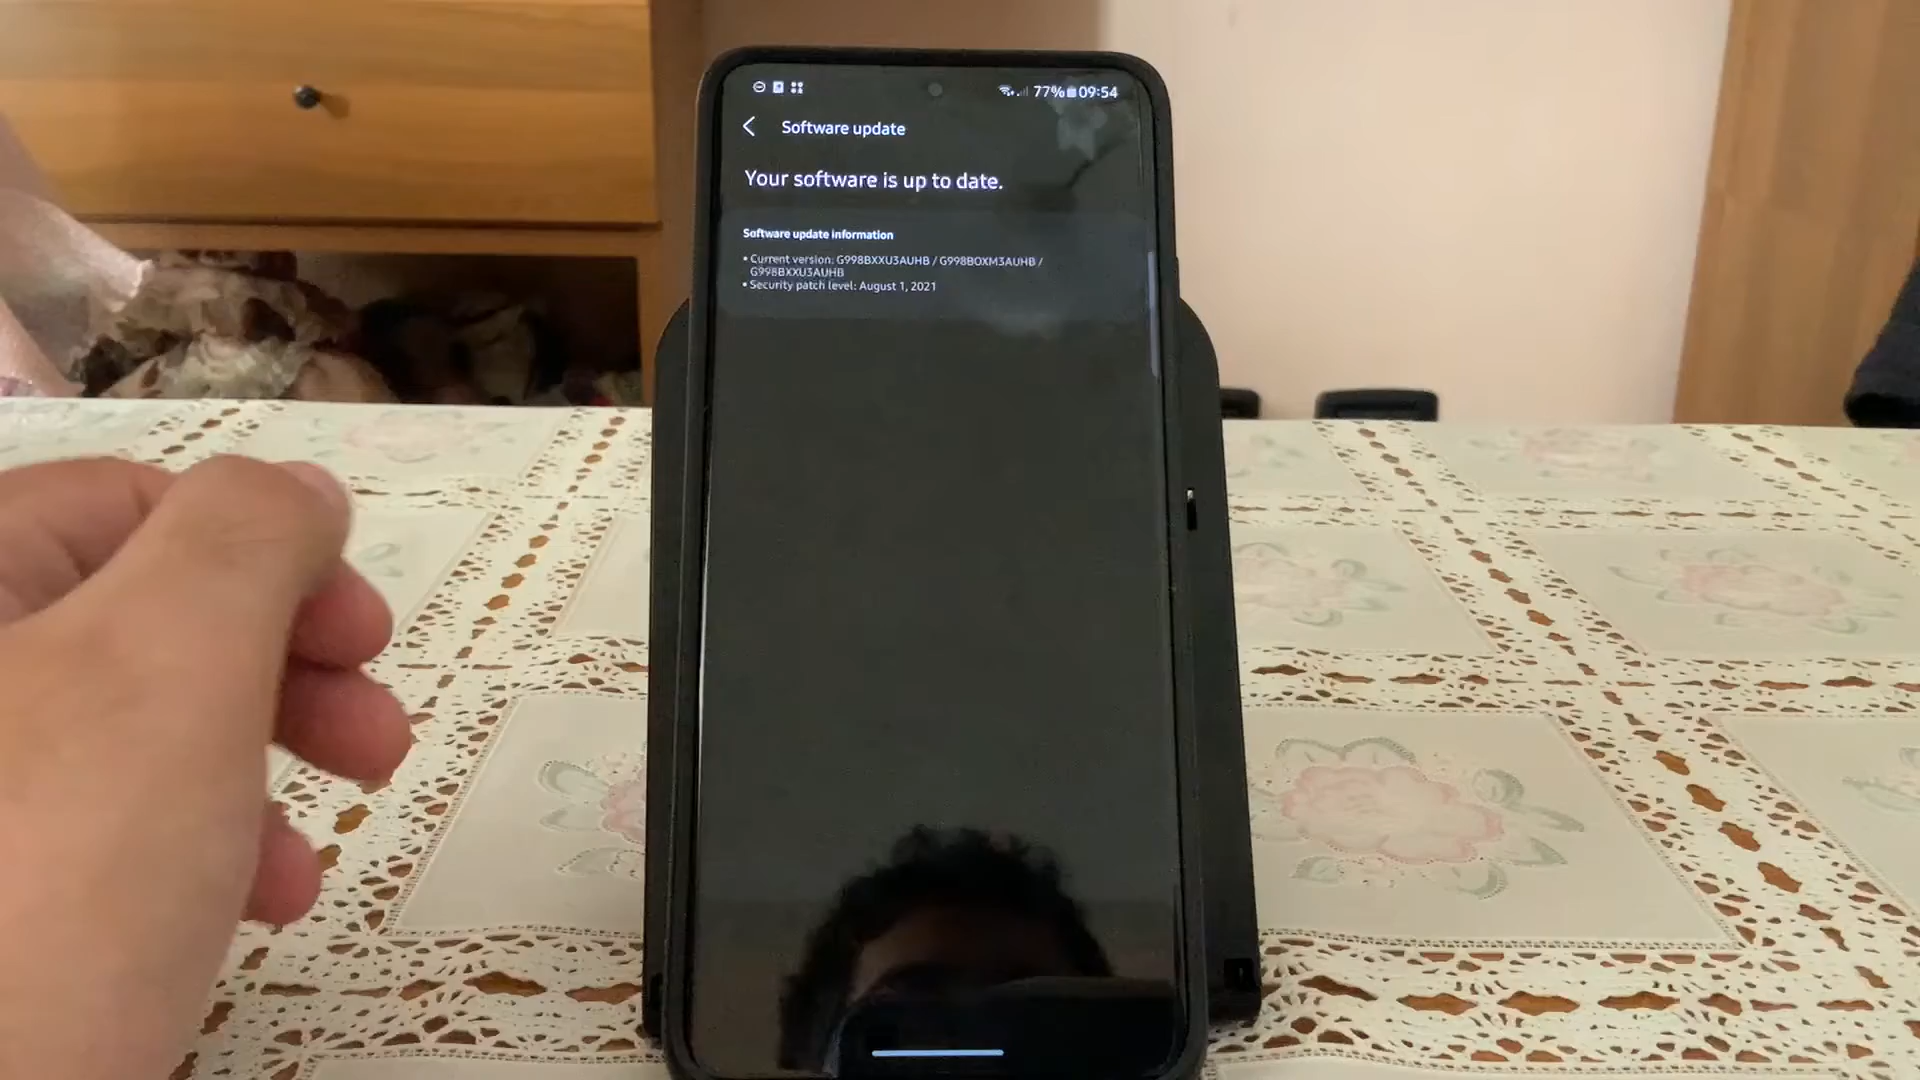 77% 09:54
Software update
Your software is up to date.
Software update information
• Current version: G998BXXU3AUHB / G998BOXM3AUHB /
G998BXXU3AUHB
• Security patch level: August 1, 2021